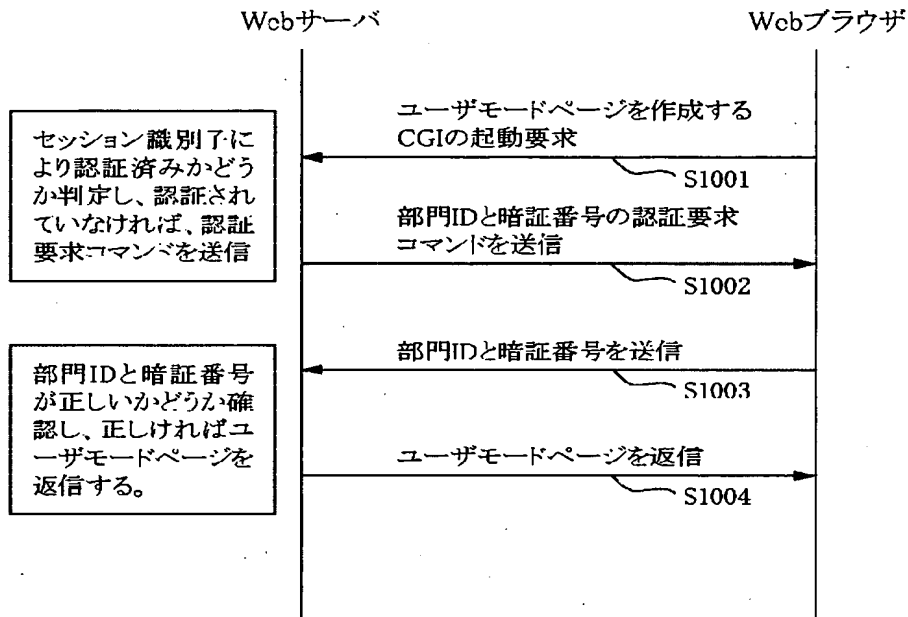 Webサーバ
Webブラウザ
ユーザモードページを作成する
CGIの起動要求
S1001
セッション識別子に
より認証済みかどう
か判定し、認証され
ていなければ、認証
要求コマンドを送信
部門IDと暗証番号の認証要求
コマンドを送信
S1002
部門IDと暗証番号を送信
S1003
部門IDと暗証番号
が正しいかどうか確
認し、正しければユ
ーザモードページを
返信する。
ユーザモードページを返信
S1004